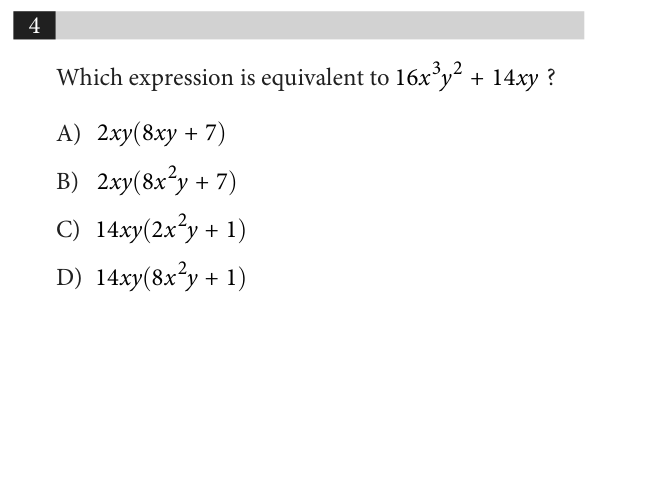 4
Which expression is equivalent to 16x³y² + 14xy ?
A) 2xy(8xy + 7)
B) 2xy(8x²y + 7)
C) 14xy(2x²y + 1)
D) 14xy(8x²y + 1)